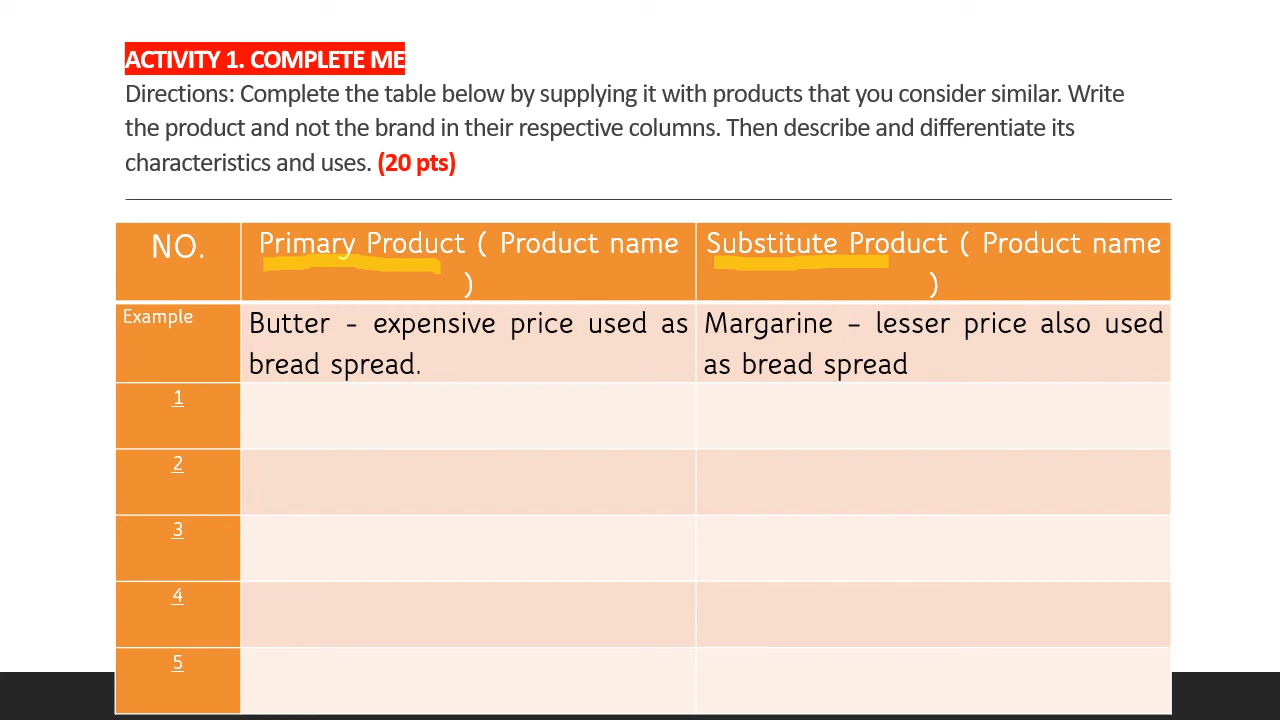 ACTIVITY 1. COMPLETE ME
Directions: Complete the table below by supplying it with products that you consider similar. Write
the product and not the brand in their respective columns. Then describe and differentiate its
characteristics and uses. (20 pts)
NO.
Primary Product ( Product name
)
Substitute Product ( Product name
)
Example
Butter - expensive price used as
bread spread.
Margarine – lesser price also used
as bread spread
1
2
3
4
5